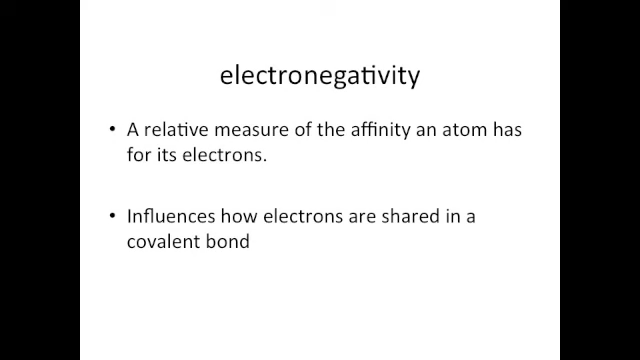 electronegativity
• A relative measure of the affinity an atom has
for its electrons.
• Influences how electrons are shared in a
covalent bond